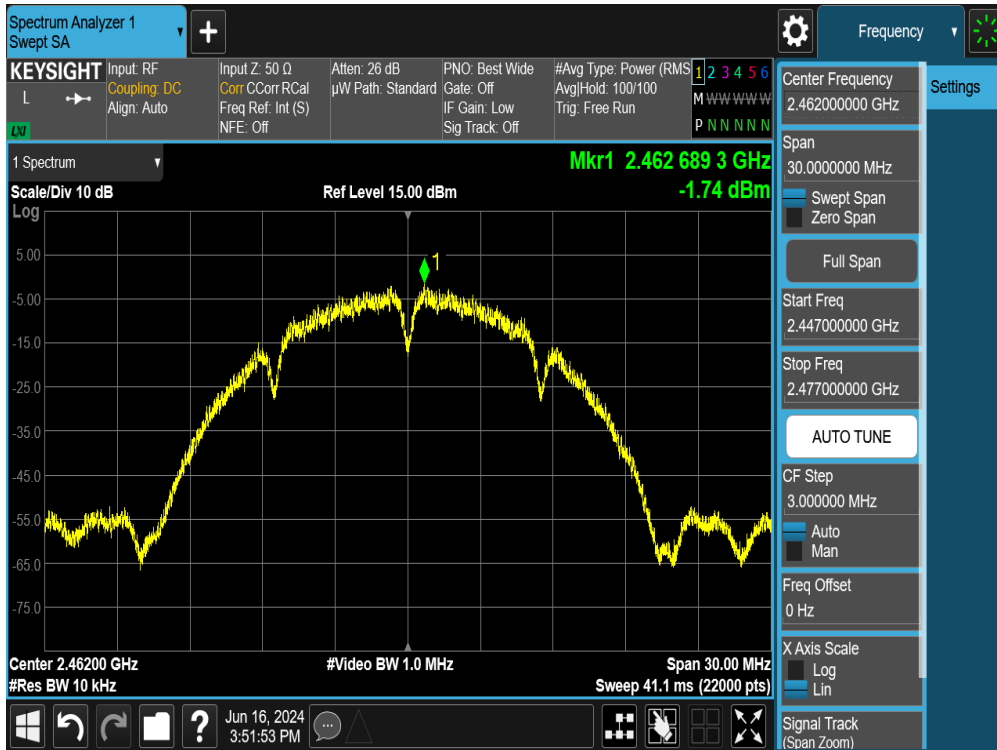 Spectrum Analyzer 1
Swept SA
+
Frequency
KEYSIGHT
L
LXI
Input: RF
Coupling: DC
Align: Auto
Input Z: 50 Ω
Corr CCorr RCal
Freq Ref: Int (S)
NFE: Off
Atten: 26 dB
µW Path: Standard
PNO: Best Wide
Gate: Off
IF Gain: Low
Sig Track: Off
#Avg Type: Power (RMS
Avg|Hold: 100/100
Trig: Free Run
1 2 3 4 5 6
M W W W W W
P N N N N N
Center Frequency
2.462000000 GHz
Settings
Span
30.0000000 MHz
Swept Span
Zero Span
Full Span
Start Freq
2.447000000 GHz
Stop Freq
2.477000000 GHz
AUTO TUNE
CF Step
3.000000 MHz
Auto
Man
Freq Offset
0 Hz
X Axis Scale
Log
Lin
Signal Track
(Span Zoom)
1 Spectrum
Mkr1 2.462 689 3 GHz
-1.74 dBm
Scale/Div 10 dB
Ref Level 15.00 dBm
Log
5.00
-5.00
-15.0
-25.0
-35.0
-45.0
-55.0
-65.0
-75.0
1
Center 2.46200 GHz
#Video BW 1.0 MHz
Span 30.00 MHz
#Res BW 10 kHz
Sweep 41.1 ms (22000 pts)
?
Jun 16, 2024
3:51:53 PM